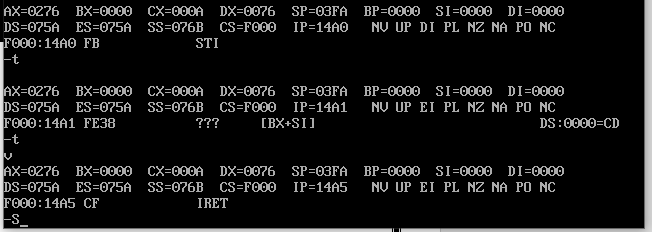 AX=0276 BX=0000 CX=000A DX=0076 SP=03FA BP=0000 SI=0000 DI=0000
DS=075A ES=075A SS=076B CS=F000 IP=14A0 NV UP DI PL NZ NA PO NC
F000:14A0 FB STI
-t
AX=0276 BX=0000 CX=000A DX=0076 SP=03FA BP=0000 SI=0000 DI=0000
DS=075A ES=075A SS=076B CS=F000 IP=14A1 NV UP EI PL NZ NA PO NC
F000:14A1 FE38 ??? [BX+SI] DS:0000=CD
-t
v
AX=0276 BX=0000 CX=000A DX=0076 SP=03FA BP=0000 SI=0000 DI=0000
DS=075A ES=075A SS=076B CS=F000 IP=14A5 NV UP EI PL NZ NA PO NC
F000:14A5 CF IRET
-S_